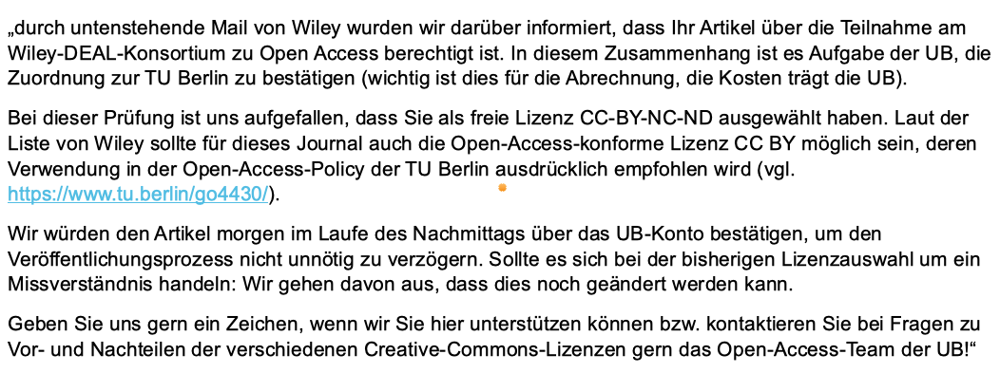 „durch untenstehende Mail von Wiley wurden wir darüber informiert, dass Ihr Artikel über die Teilnahme am
Wiley-DEAL-Konsortium zu Open Access berechtigt ist. In diesem Zusammenhang ist es Aufgabe der UB, die
Zuordnung zur TU Berlin zu bestätigen (wichtig ist dies für die Abrechnung, die Kosten trägt die UB).
Bei dieser Prüfung ist uns aufgefallen, dass Sie als freie Lizenz CC-BY-NC-ND ausgewählt haben. Laut der
Liste von Wiley sollte für dieses Journal auch die Open-Access-konforme Lizenz CC BY möglich sein, deren
Verwendung in der Open-Access-Policy der TU Berlin ausdrücklich empfohlen wird (vgl.
https://www.tu.berlin/go4430/).
Wir würden den Artikel morgen im Laufe des Nachmittags über das UB-Konto bestätigen, um den
Veröffentlichungsprozess nicht unnötig zu verzögern. Sollte es sich bei der bisherigen Lizenzauswahl um ein
Missverständnis handeln: Wir gehen davon aus, dass dies noch geändert werden kann.
Geben Sie uns gern ein Zeichen, wenn wir Sie hier unterstützen können bzw. kontaktieren Sie bei Fragen zu
Vor- und Nachteilen der verschiedenen Creative-Commons-Lizenzen gern das Open-Access-Team der UB!“